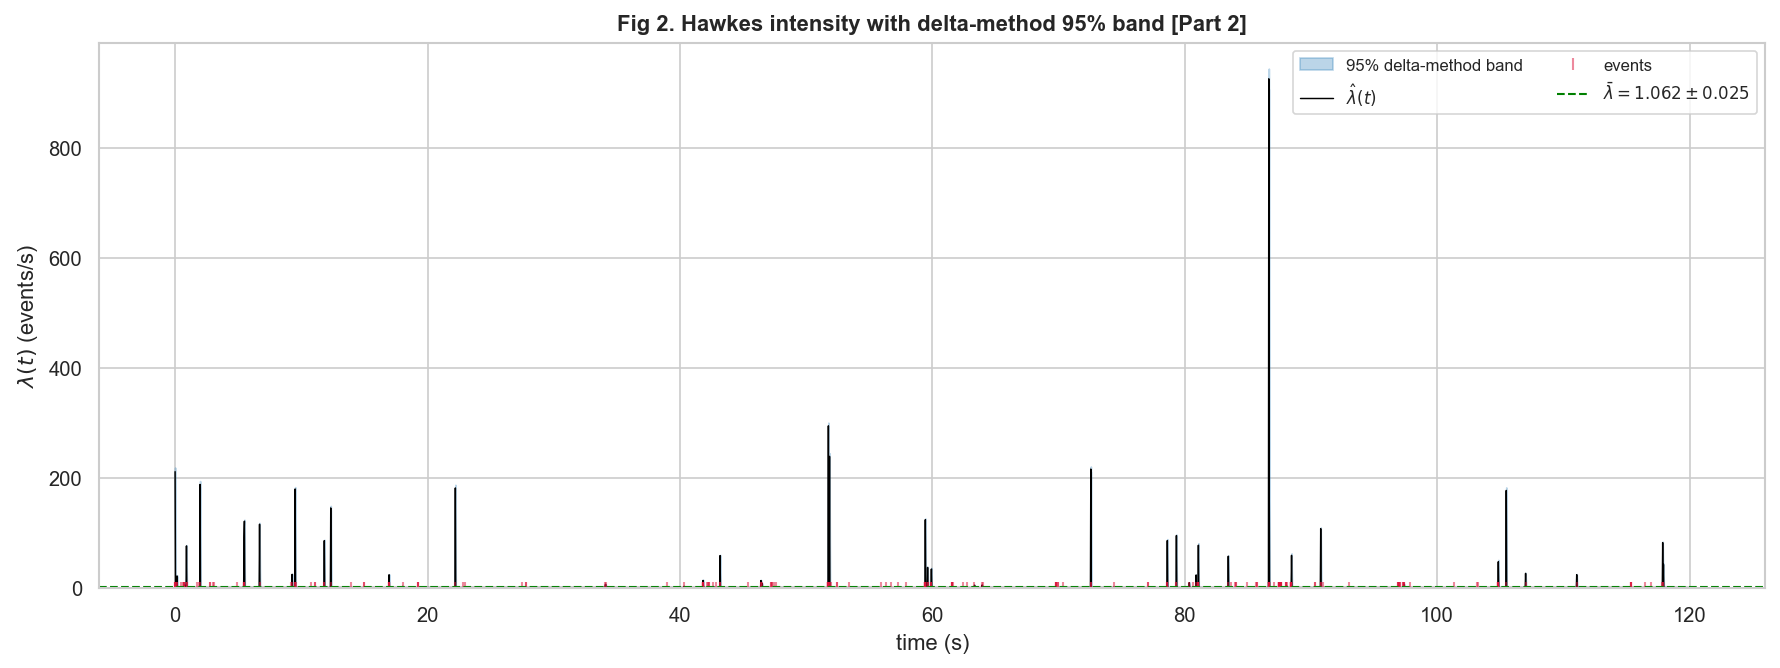 Fig 2. Hawkes intensity with delta-method 95% band [Part 2]
95% delta-method band
λ̂(t)
events
λ̄ = 1.062 ± 0.025
λ(t) (events/s)
800
600
400
200
0
0 20 40 60 80 100 120
time (s)